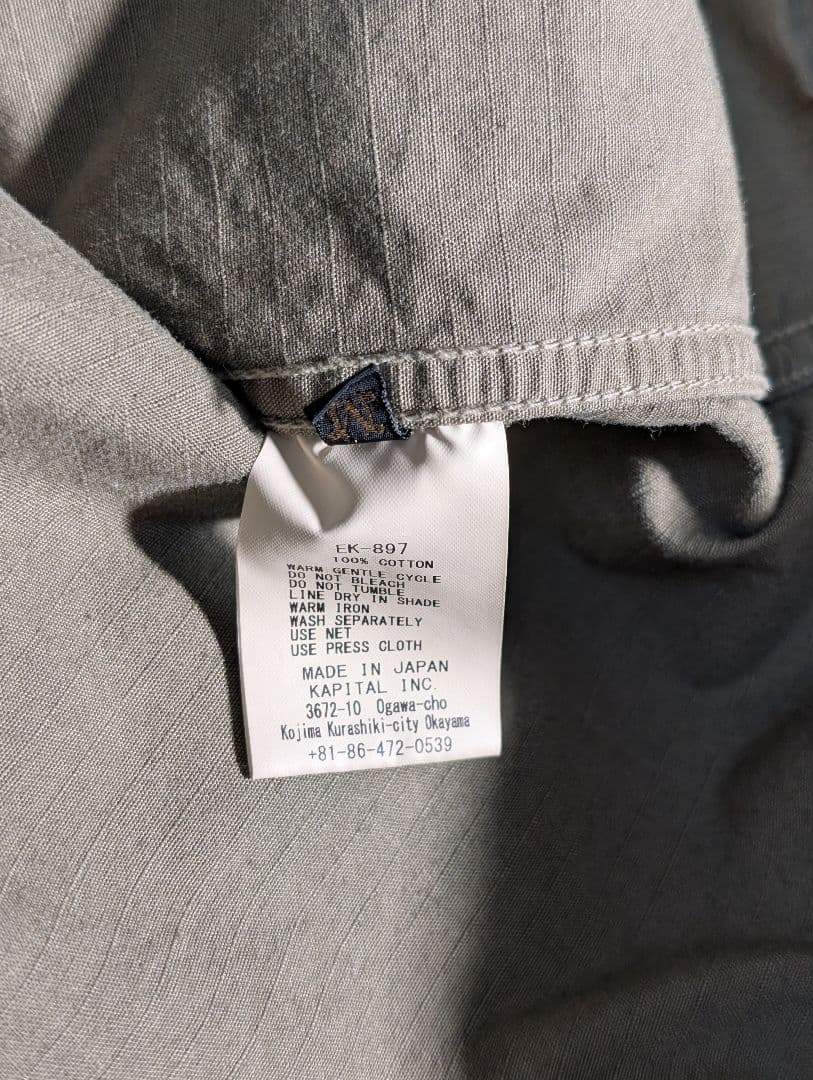 EK-897
100% COTTON
WARM GENTLE CYCLE
DO NOT BLEACH
DO NOT TUMBLE
LINE DRY IN SHADE
WARM IRON
WASH SEPARATELY
USE NET
USE PRESS CLOTH
MADE IN JAPAN
KAPITAL INC.
3672-10 Ogawa-cho
Kojima Kurashiki-city Okayama
+81-86-472-0539